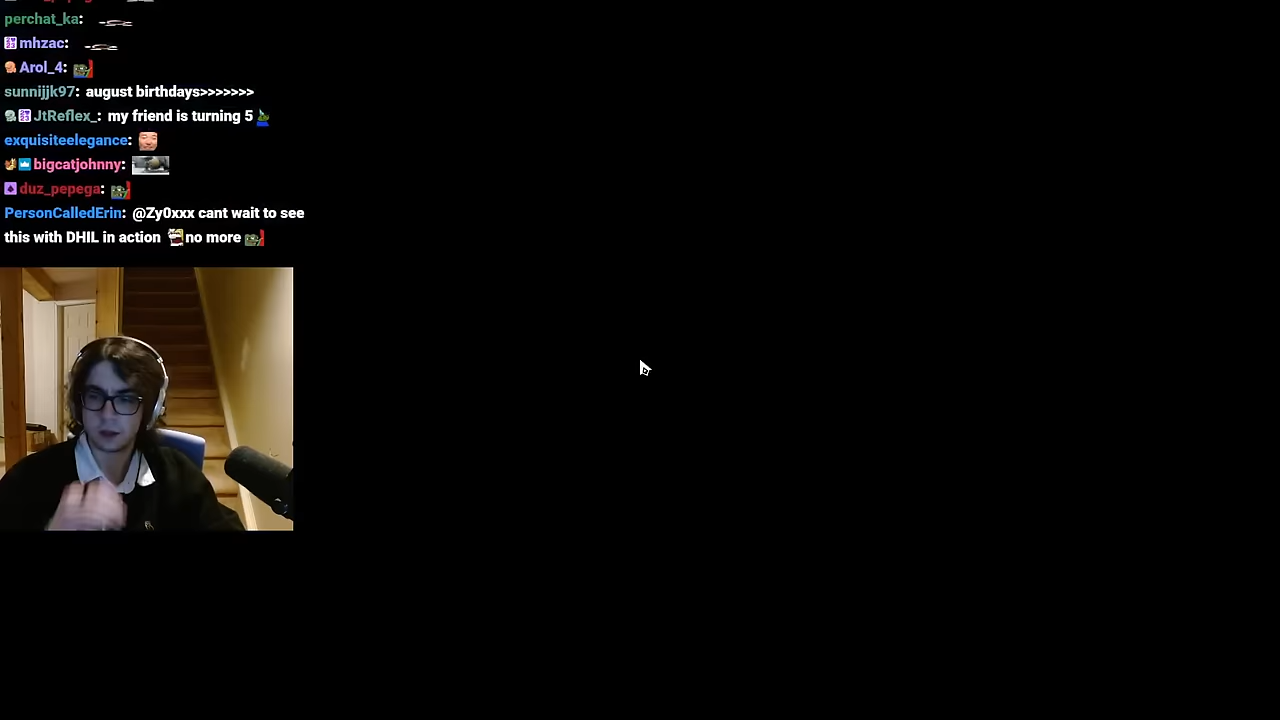 perchat_ka:
mhzac:
Arol_4:
sunnijjk97: august birthdays>>>>>>>
JtReflex_: my friend is turning 5
exquisiteelegance:
bigcatjohnny:
duz_pepega:
PersonCalledErin: @Zy0xxx cant wait to see
this with DHIL in action no more